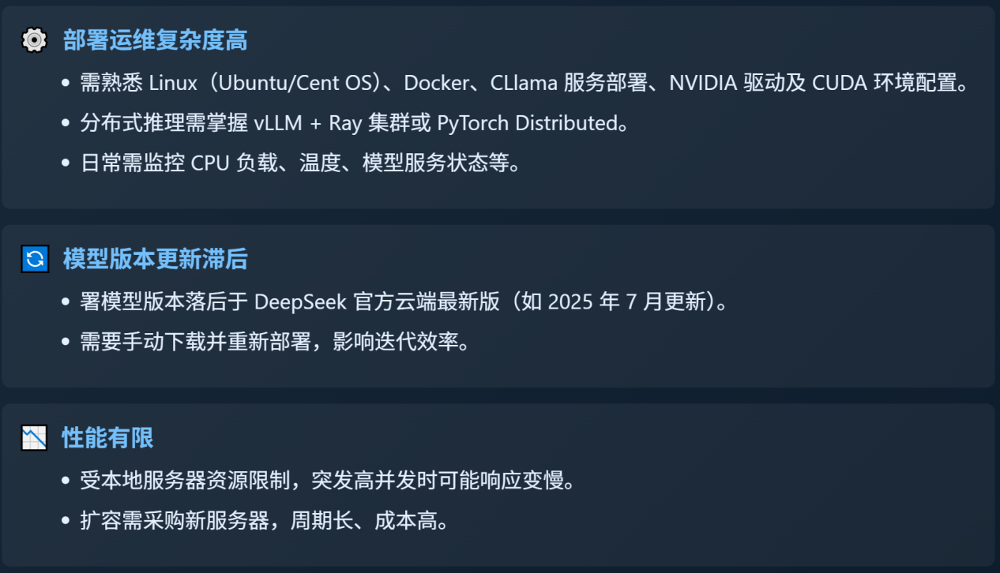 部署运维复杂度高
需熟悉 Linux（Ubuntu/Cent OS）、Docker、CLlama 服务部署、NVIDIA 驱动及 CUDA 环境配置。
分布式推理需掌握 vLLM + Ray 集群或 PyTorch Distributed。
日常需监控 CPU 负载、温度、模型服务状态等。
模型版本更新滞后
署模型版本落后于 DeepSeek 官方云端最新版（如 2025 年 7 月更新）。
需要手动下载并重新部署，影响迭代效率。
性能有限
受本地服务器资源限制，突发高并发时可能响应变慢。
扩容需采购新服务器，周期长、成本高。